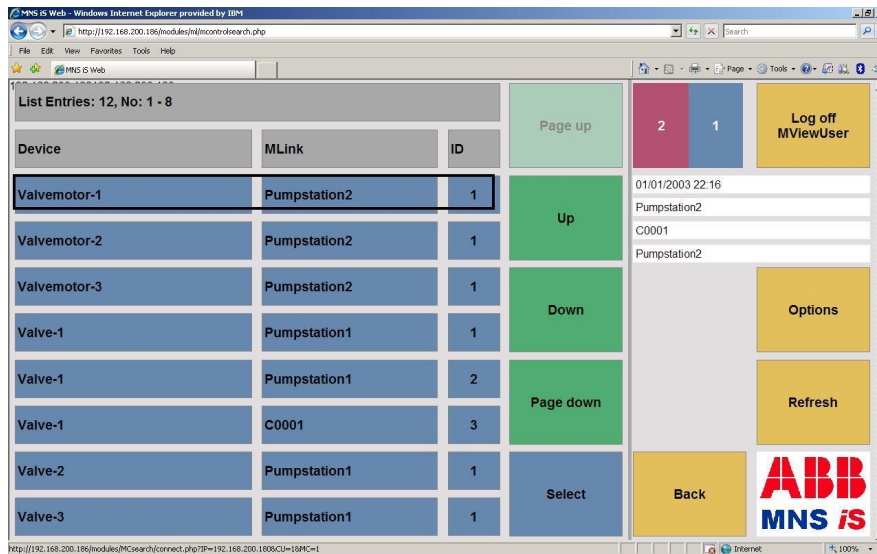 MNS iS Web - Windows Internet Explorer provided by IBM
http://192.168.200.186/modules/ml/mcontrolsearch.php
Search
File Edit View Favorites Tools Help
MNS iS Web
Page Tools
List Entries: 12, No: 1 - 8
Page up
2 1
Log off MViewUser
Device MLink ID
Valvemotor-1 Pumpstation2 1
01/01/2003 22:16
Pumpstation2
C0001
Pumpstation2
Up
Valvemotor-2 Pumpstation2 1
Valvemotor-3 Pumpstation2 1
Down
Options
Valve-1 Pumpstation1 1
Valve-1 Pumpstation1 2
Page down
Refresh
Valve-1 C0001 3
Valve-2 Pumpstation1 1
Select
Back
ABB
MNS iS
Valve-3 Pumpstation1 1
http://192.168.200.186/modules/MCsearch/connect.php?IP=192.168.200.180&CU=1&MC=1
Internet
100%